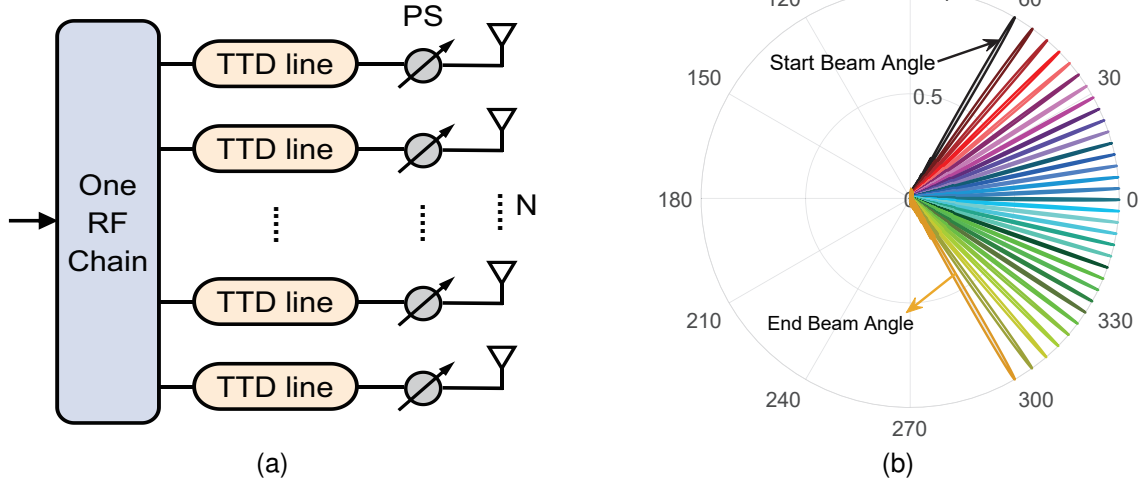 PS
TTD line
TTD line
One
RF
Chain
N
TTD line
TTD line
(a)
120
60
Start Beam Angle
150
30
0.5
180
0
0
End Beam Angle
210
330
240
300
270
(b)